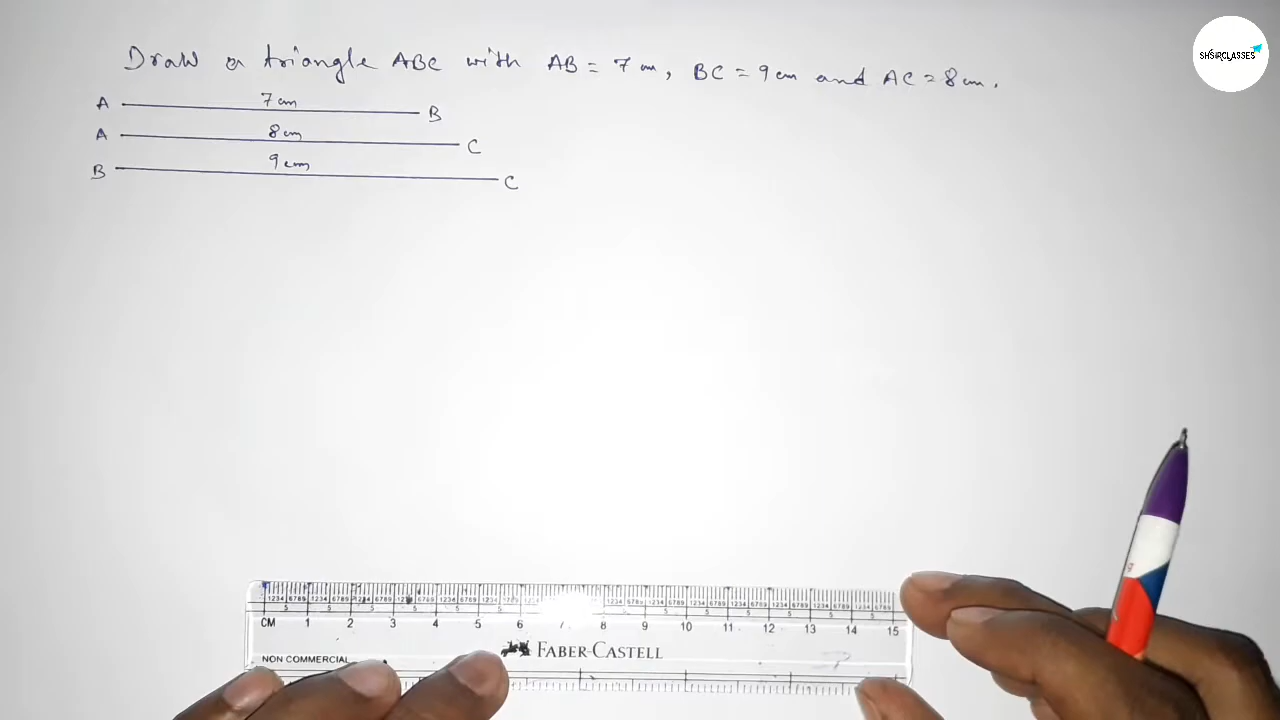 SHSIRCLASSES
Draw a triangle ABC with AB = 7 cm, BC = 9 cm and AC = 8 cm.
A 7 cm B
A 8 cm C
B 9 cm C
CM 1 2 3 4 5 6 7 8 9 10 11 12 13 14 15
FABER-CASTELL
NON COMMERCIAL